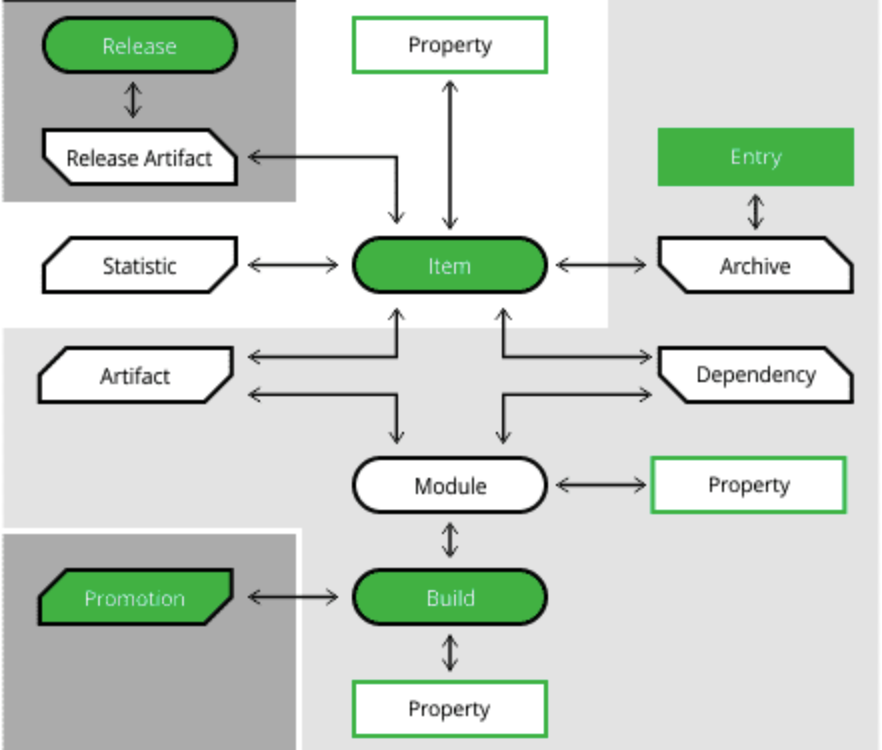 Release
Property
Release Artifact
Entry
Statistic
Item
Archive
Artifact
Dependency
Module
Property
Promotion
Build
Property